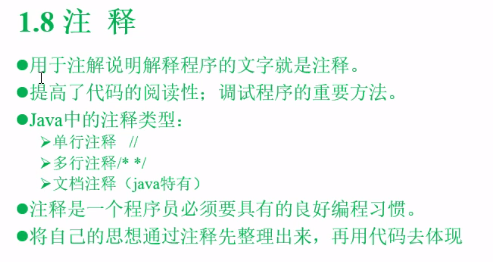 1.8 注 释
●用于注解说明解释程序的文字就是注释。
●提高了代码的阅读性；调试程序的重要方法。
●Java中的注释类型：
➢单行注释 //
➢多行注释/* */
➢文档注释（java特有）
●注释是一个程序员必须要具有的良好编程习惯。
●将自己的思想通过注释先整理出来，再用代码去体现